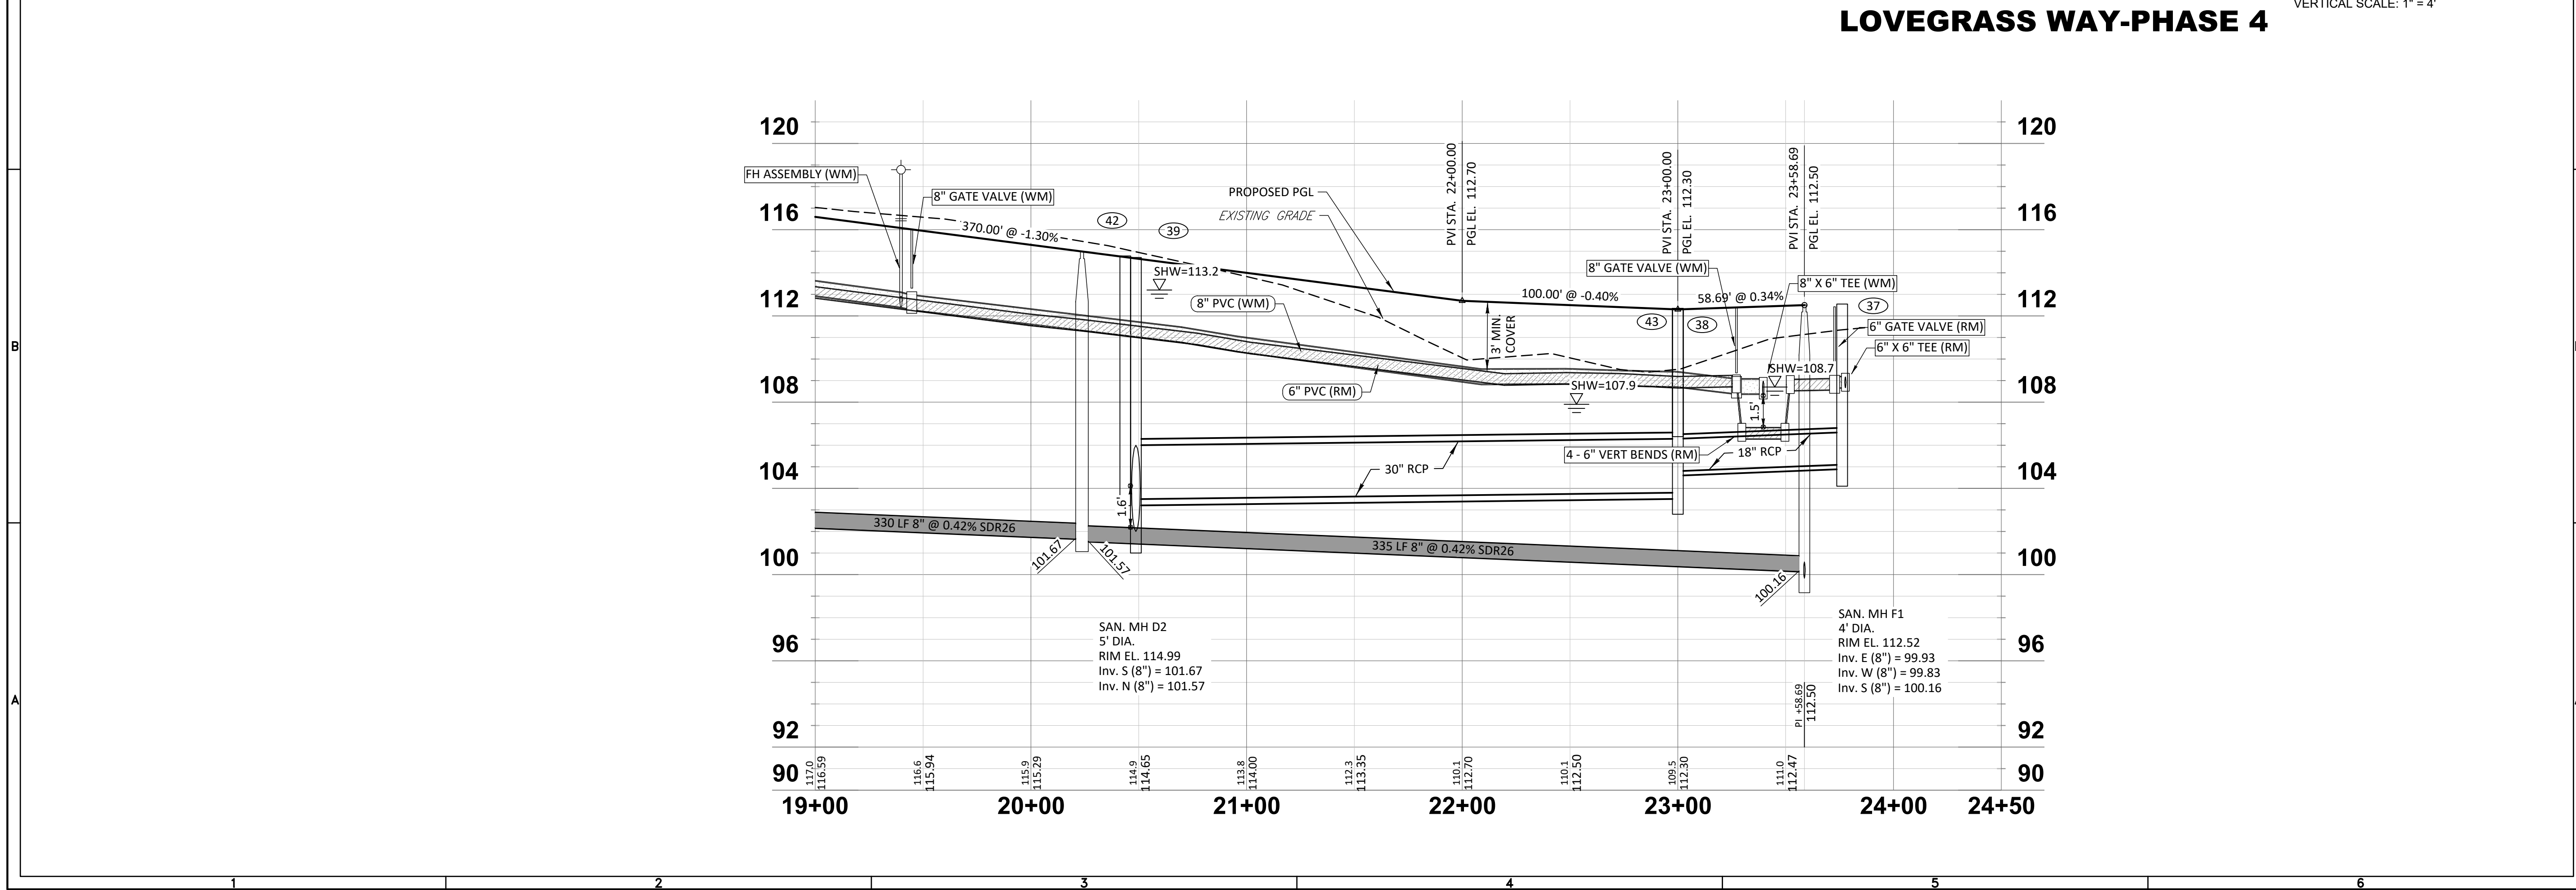 VERTICAL SCALE: 1" = 4'
LOVEGRASS WAY-PHASE 4
120
116
112
108
104
100
96
92
90
120
116
112
108
104
100
96
92
90
FH ASSEMBLY (WM)
8" GATE VALVE (WM)
370.00' @ -1.30%
42
39
SHW=113.2
PROPOSED PGL
EXISTING GRADE
8" PVC (WM)
6" PVC (RM)
PVI STA. 22+00.00
PGL EL. 112.70
3' MIN.
COVER
100.00' @ -0.40%
PVI STA. 23+00.00
PGL EL. 112.30
8" GATE VALVE (WM)
58.69' @ 0.34%
PVI STA. 23+58.69
PGL EL. 112.50
8" X 6" TEE (WM)
37
43
38
6" GATE VALVE (RM)
6" X 6" TEE (RM)
SHW=108.7
SHW=107.9
1.5'
4 - 6" VERT BENDS (RM)
18" RCP
30" RCP
1.6'
330 LF 8" @ 0.42% SDR26
335 LF 8" @ 0.42% SDR26
101.67
101.57
100.16
SAN. MH D2
5' DIA.
RIM EL. 114.99
Inv. S (8") = 101.67
Inv. N (8") = 101.57
SAN. MH F1
4' DIA.
RIM EL. 112.52
Inv. E (8") = 99.93
Inv. W (8") = 99.83
Inv. S (8") = 100.16
PI +58.69
112.50
117.0
116.59
116.6
115.94
115.9
115.29
114.9
114.65
113.8
114.00
112.3
113.35
110.1
112.70
110.1
112.50
109.5
112.30
111.0
112.47
19+00
20+00
21+00
22+00
23+00
24+00
24+50
B
A
1
2
3
4
5
6